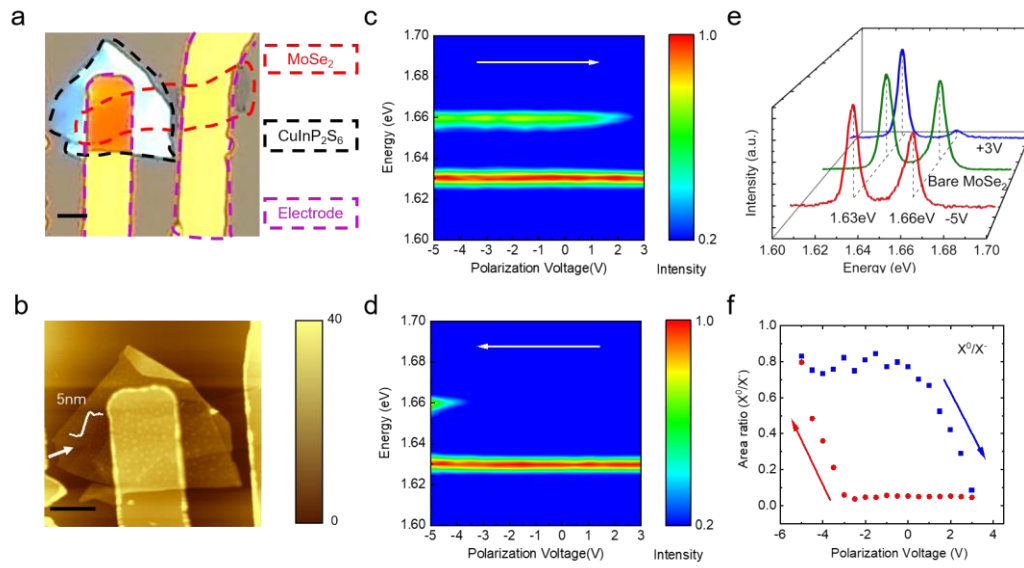 a
MoSe₂
CuInP₂S₆
Electrode
b
5nm
40
0
c
1.70
1.68
1.66
1.64
1.62
1.60
Energy (eV)
-5 -4 -3 -2 -1 0 1 2 3
Polarization Voltage(V)
1.0
0.2
Intensity
d
1.70
1.68
1.66
1.64
1.62
1.60
Energy (eV)
-5 -4 -3 -2 -1 0 1 2 3
Polarization Voltage(V)
1.0
0.2
Intensity
e
Intensity (a.u.)
+3V
Bare MoSe₂
1.63eV 1.66eV -5V
1.60 1.62 1.64 1.66 1.68 1.70
Energy (eV)
f
X⁰/X⁻
1.0
0.8
0.6
0.4
0.2
0.0
Area ratio (X⁰/X⁻)
-6 -4 -2 0 2 4
Polarization Voltage (V)